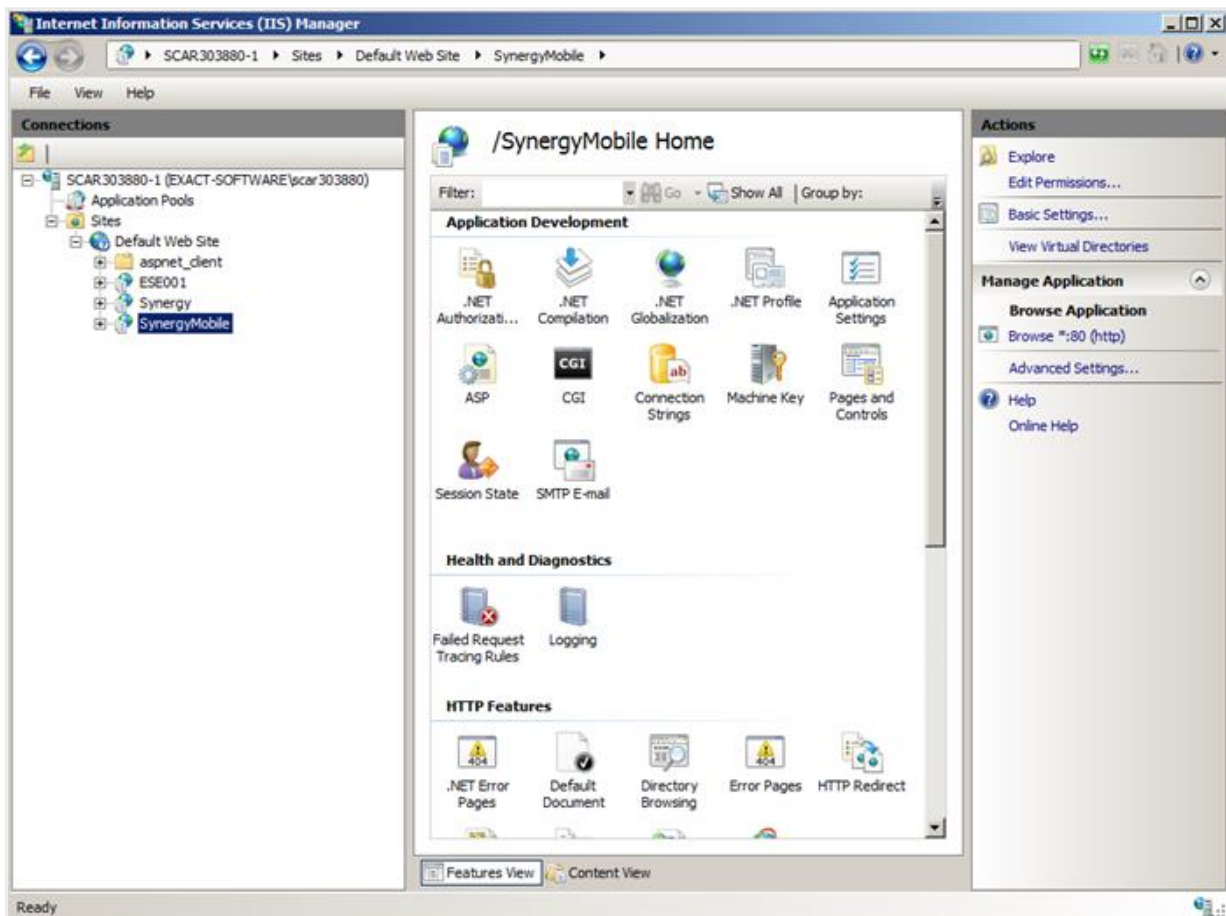 Internet Information Services (IIS) Manager
SCAR303880-1 Sites Default Web Site SynergyMobile
File View Help
Connections
SCAR303880-1 (EXACT-SOFTWARE\scar303880)
Application Pools
Sites
Default Web Site
aspnet_client
ESE001
Synergy
SynergyMobile
/SynergyMobile Home
Filter: Go Show All Group by:
Application Development
.NET Authorizati...
.NET Compilation
.NET Globalization
.NET Profile
Application Settings
ASP
CGI
Connection Strings
Machine Key
Pages and Controls
Session State
SMTP E-mail
Health and Diagnostics
Failed Request Tracing Rules
Logging
HTTP Features
.NET Error Pages
Default Document
Directory Browsing
Error Pages
HTTP Redirect
Features View Content View
Actions
Explore
Edit Permissions...
Basic Settings...
View Virtual Directories
Manage Application
Browse Application
Browse *:80 (http)
Advanced Settings...
Help
Online Help
Ready